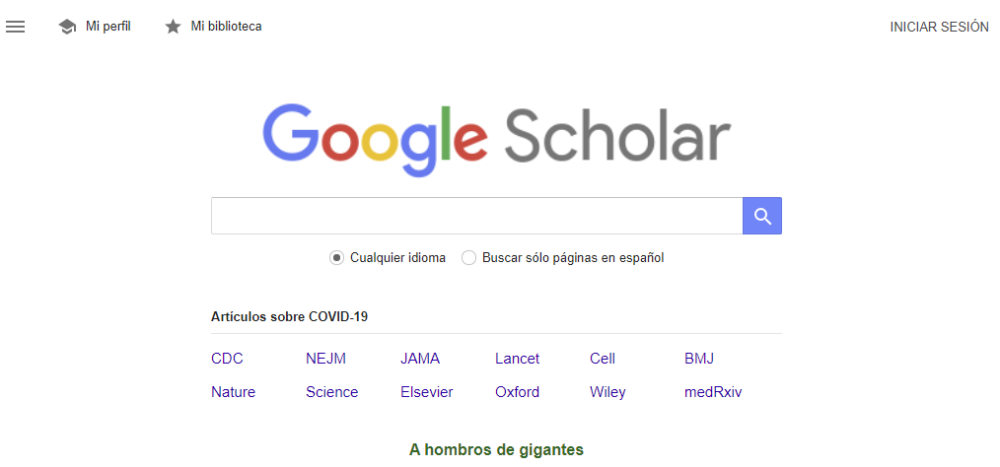 Mi perfil Mi biblioteca INICIAR SESIÓN
Google Scholar
Cualquier idioma Buscar sólo páginas en español
Artículos sobre COVID-19
CDC NEJM JAMA Lancet Cell BMJ
Nature Science Elsevier Oxford Wiley medRxiv
A hombros de gigantes